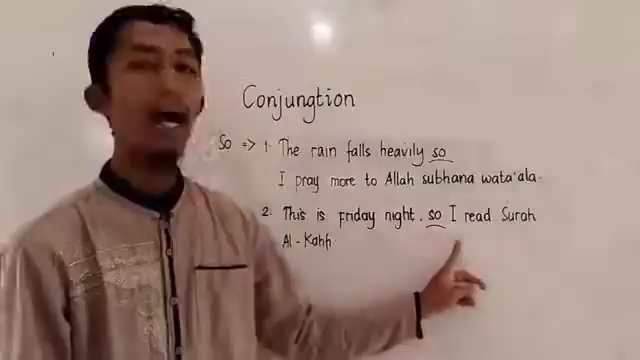 Conjungtion
So => 1. The rain falls heavily so
I pray more to Allah subhana wata'ala.
2. This is friday night, so I read Surah
Al-Kahfi